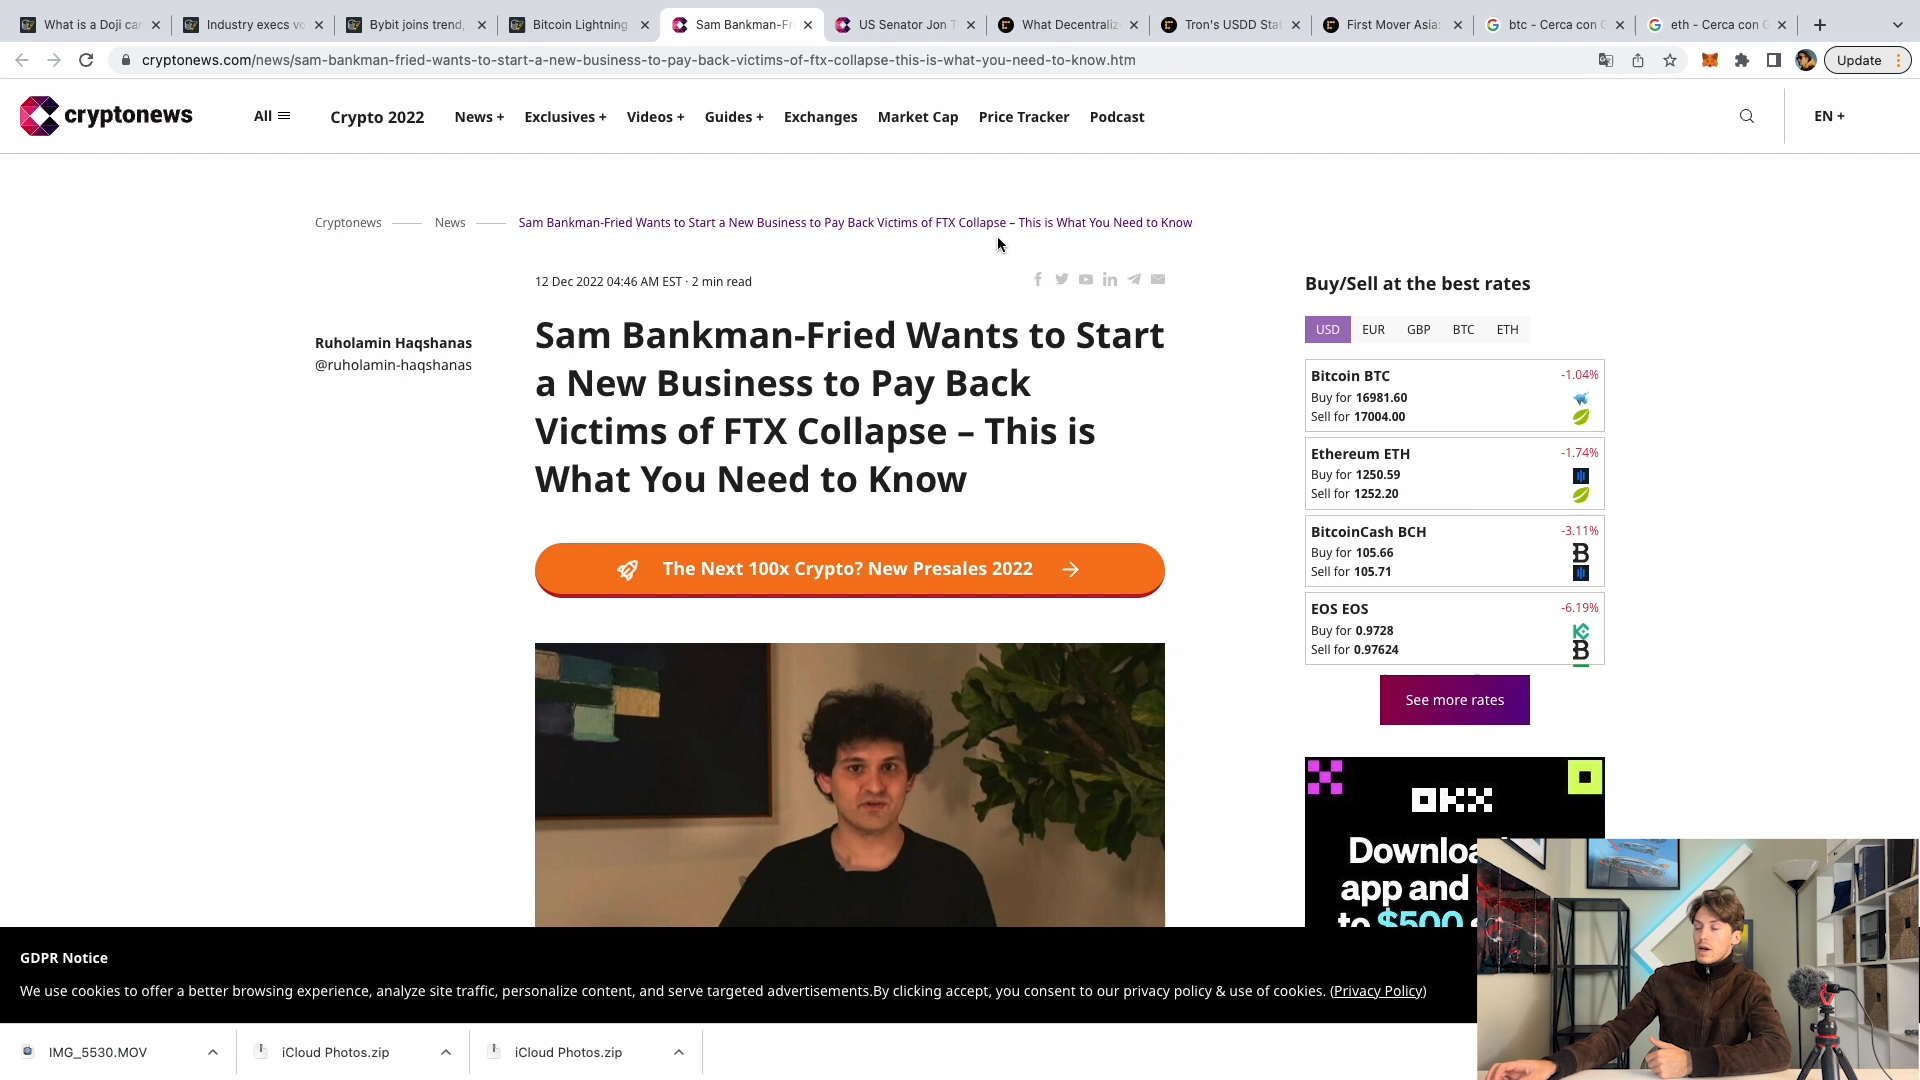 What is a Doji
Industry execs
Bybit joins trend,
Bitcoin Lightning
Sam Bankman-
US Senator Jon
What
Tron's USDD
First Mover Asia:
btc - Cerca con
eth - Cerca con
cryptonews.com/news/sam-bankman-fried-wants-to-start-a-new-business-to-pay-back-victims-of-ftx-collapse-this-is-what-you-need-to-know.htm
Update
cryptonews
All
Crypto 2022
News +
Exclusives +
Videos +
Guides +
Exchanges
Market Cap
Price Tracker
Podcast
EN +
Cryptonews
News
Sam Bankman-Fried Wants to Start a New Business to Pay Back Victims of FTX Collapse – This is What You Need to Know
12 Dec 2022 04:46 AM EST · 2 min read
Ruholamin Haqshanas
@ruholamin-haqshanas
Sam Bankman-Fried Wants to Start
a New Business to Pay Back
Victims of FTX Collapse – This is
What You Need to Know
The Next 100x Crypto? New Presales 2022
Buy/Sell at the best rates
USD EUR GBP BTC ETH
Bitcoin BTC -1.04%
Buy for 16981.60
Sell for 17004.00
Ethereum ETH -1.74%
Buy for 1250.59
Sell for 1252.20
BitcoinCash BCH -3.11%
Buy for 105.66
Sell for 105.71
EOS EOS -6.19%
Buy for 0.9728
Sell for 0.97624
See more rates
OKX
app and
to $500
GDPR Notice
We use cookies to offer a better browsing experience, analyze site traffic, personalize content, and serve targeted advertisements.By clicking accept, you consent to our privacy policy & use of cookies. (Privacy Policy)
IMG_5530.MOV
iCloud Photos.zip
iCloud Photos.zip